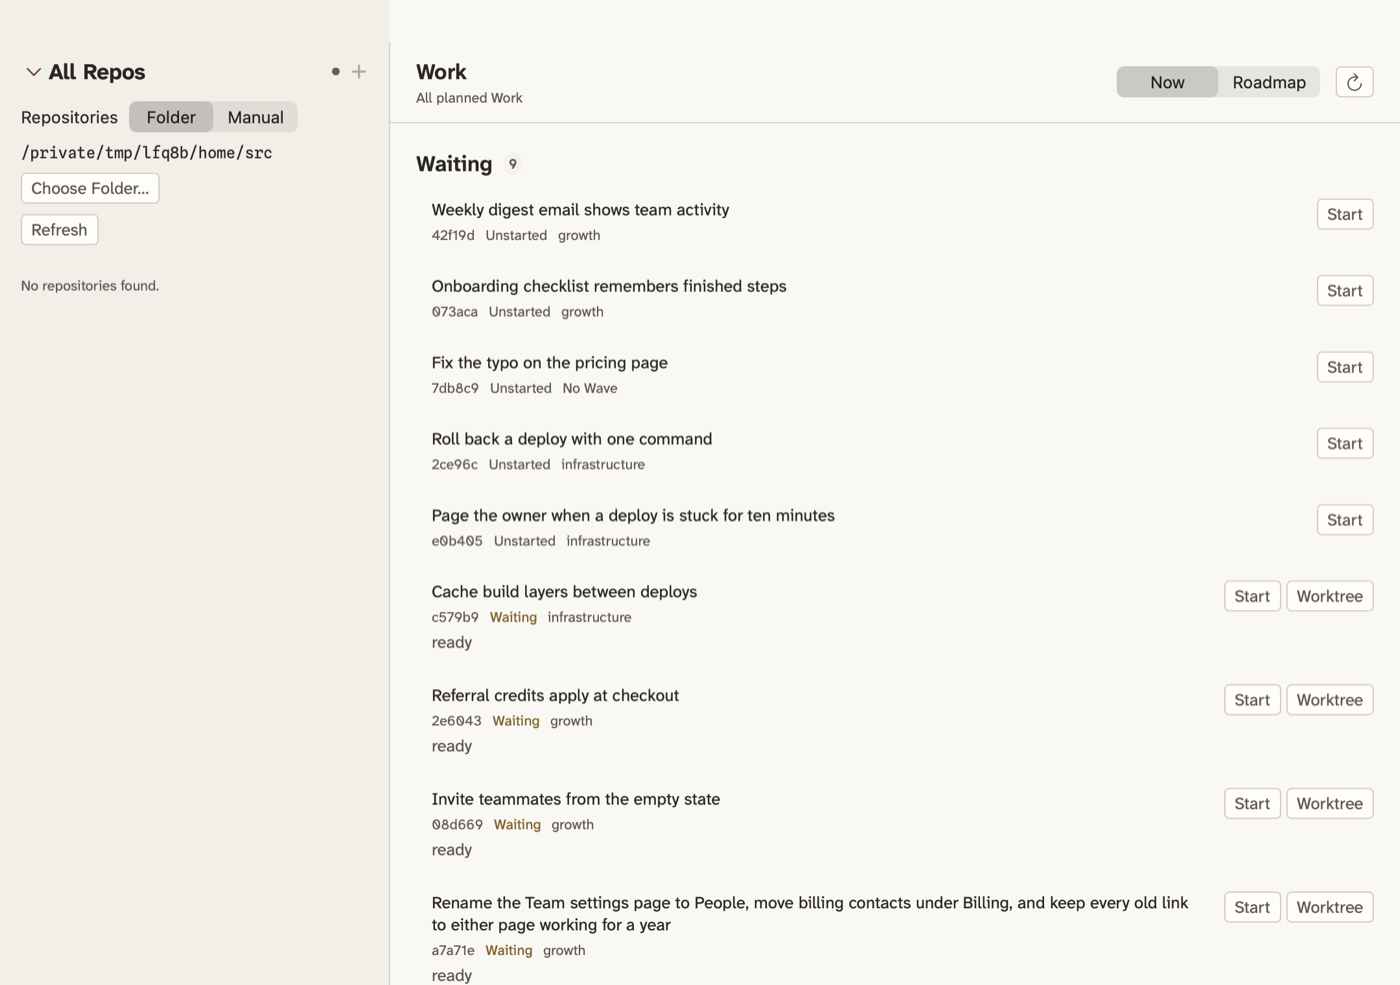 All Repos
Repositories
Folder
Manual
/private/tmp/lfq8b/home/src
Choose Folder...
Refresh
No repositories found.
Work
All planned Work
Now
Roadmap
Waiting 9
Weekly digest email shows team activity
Start
42f19d Unstarted growth
Onboarding checklist remembers finished steps
Start
073aca Unstarted growth
Fix the typo on the pricing page
Start
7db8c9 Unstarted No Wave
Roll back a deploy with one command
Start
2ce96c Unstarted infrastructure
Page the owner when a deploy is stuck for ten minutes
Start
e0b405 Unstarted infrastructure
Cache build layers between deploys
Start Worktree
c579b9 Waiting infrastructure
ready
Referral credits apply at checkout
Start Worktree
2e6043 Waiting growth
ready
Invite teammates from the empty state
Start Worktree
08d669 Waiting growth
ready
Rename the Team settings page to People, move billing contacts under Billing, and keep every old link
to either page working for a year
Start Worktree
a7a71e Waiting growth
ready